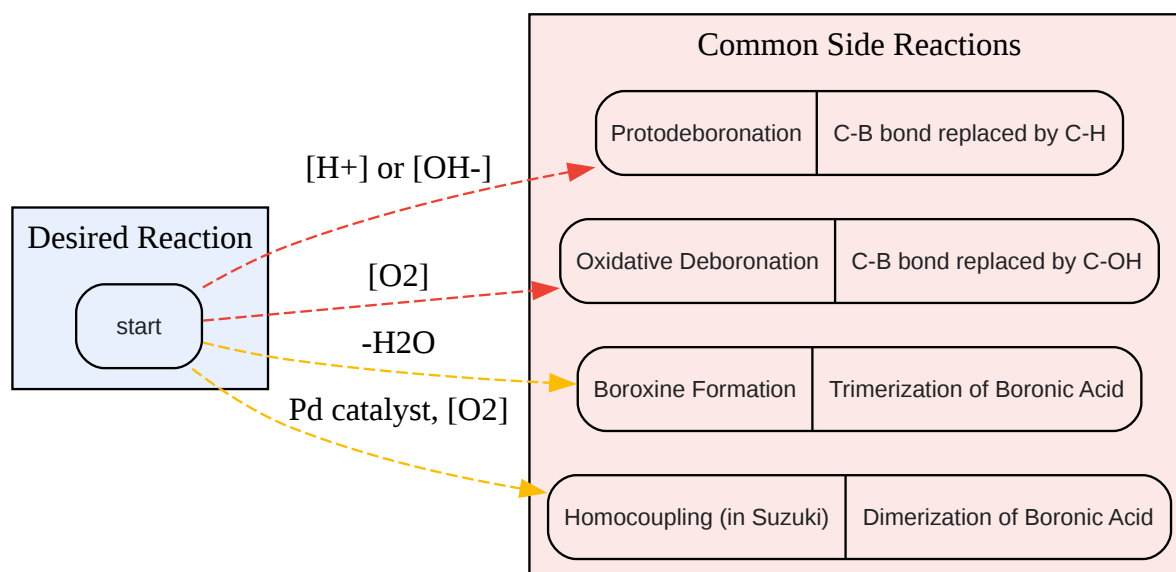 Common Side Reactions
Protodeboronation
C-B bond replaced by C-H
[H+] or [OH-]
Desired Reaction
Oxidative Deboronation
C-B bond replaced by C-OH
[O2]
start
-H2O
Boroxine Formation
Trimerization of Boronic Acid
Pd catalyst, [O2]
Homocoupling (in Suzuki)
Dimerization of Boronic Acid